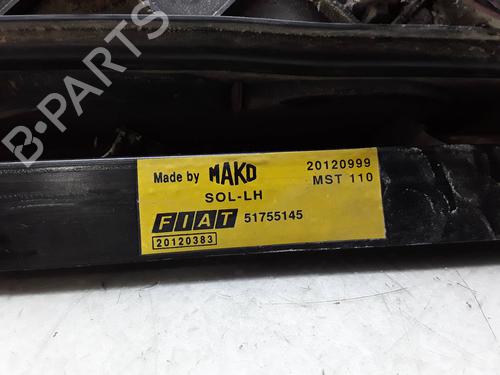 B-PARTS
Made by MAKO
20120999
SOL-LH
MST 110
FIAT 51755145
20120383